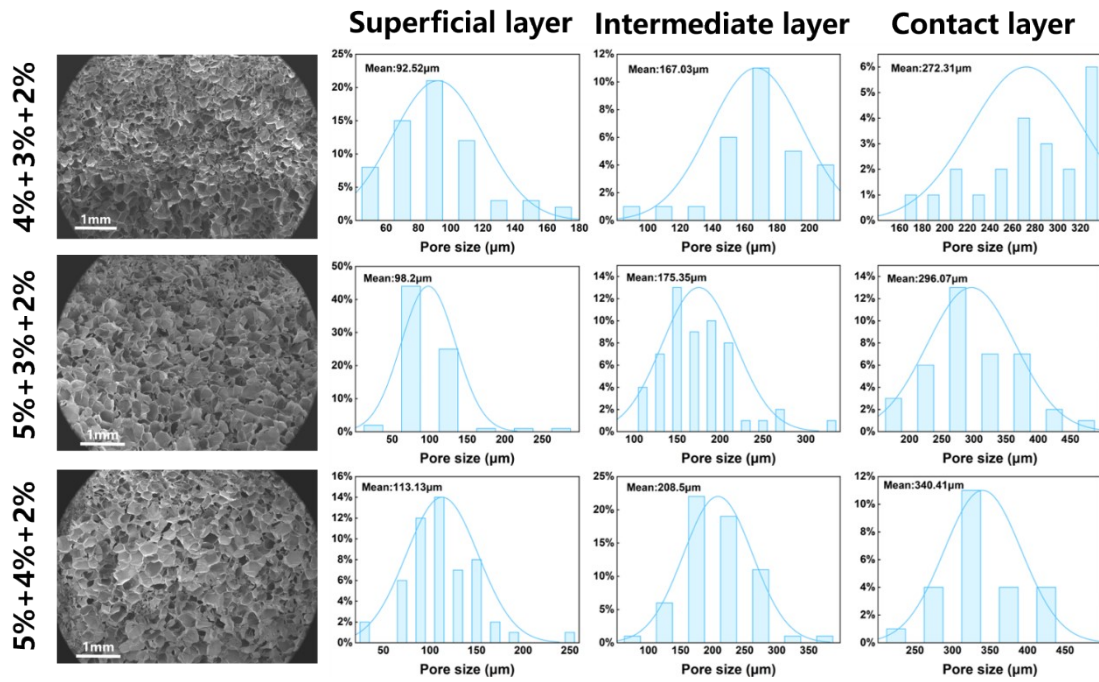 Superficial layer
Intermediate layer
Contact layer
4%+3%+2%
1mm
25%
20%
15%
10%
5%
0%
Mean:92.52μm
60 80 100 120 140 160 180
Pore size (μm)
12%
10%
8%
6%
4%
2%
0%
Mean:167.03μm
100 150 200
Pore size (μm)
6%
5%
4%
3%
2%
1%
0%
Mean:272.31μm
160 180 200 220 240 260 280 300 320
Pore size (μm)
5%+3%+2%
1mm
50%
40%
30%
20%
10%
0%
Mean:98.2μm
50 100 150 200 250
Pore size (μm)
14%
12%
10%
8%
6%
4%
2%
0%
Mean:175.35μm
100 150 200 250 300
Pore size (μm)
14%
12%
10%
8%
6%
4%
2%
0%
Mean:296.07μm
200 250 300 350 400 450
Pore size (μm)
5%+4%+2%
1mm
16%
14%
12%
10%
8%
6%
4%
2%
0%
Mean:113.13μm
50 100 150 200 250
Pore size (μm)
25%
20%
15%
10%
5%
0%
Mean:208.5μm
100 150 200 250 300 350
Pore size (μm)
12%
10%
8%
6%
4%
2%
0%
Mean:340.41μm
250 300 350 400 450
Pore size (μm)